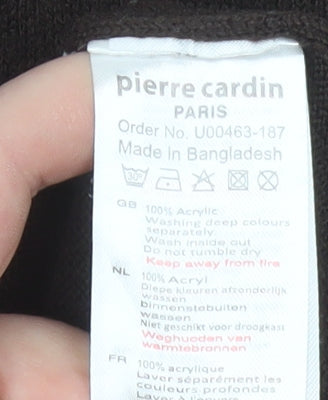 pierre cardin
PARIS
Order No. U00463-187
Made in Bangladesh
30°
GB 100% Acrylic
Washing deep colours
separately
Wash inside out
Do not tumble dry
Keep away from fire
NL 100% Acryl
Diepe kleuren afzonderlijk
wassen
binnenstebuiten
wassen
Niet geschikt voor droogkast
Weghouden van
warmtebronnen
FR 100% acrylique
Laver séparément les
couleurs profondes
Laver à l'envers